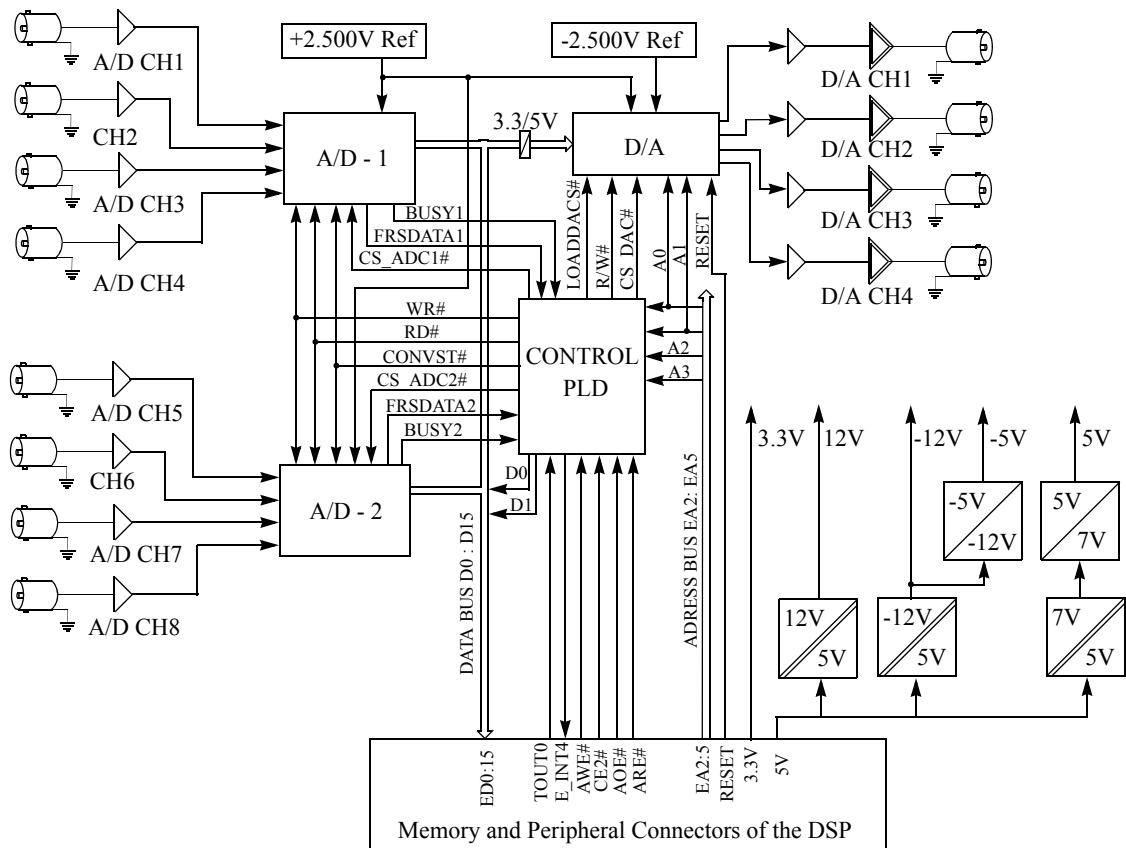 +2.500V Ref
-2.500V Ref
A/D CH1
CH2
A/D CH3
A/D CH4
A/D - 1
3.3/5V
D/A
D/A CH1
D/A CH2
D/A CH3
D/A CH4
BUSY1
FRSDATA1
CS_ADC1#
WR#
RD#
CONVST#
CS_ADC2#
FRSDATA2
BUSY2
LOADDACS#
R/W#
CS_DAC#
A0
A1
RESET
CONTROL
PLD
A2
A3
D0
D1
A/D CH5
CH6
A/D CH7
A/D CH8
A/D - 2
DATA BUS D0 : D15
ADRESS BUS EA2: EA5
3.3V
12V
-12V
-5V
5V
-5V
-12V
5V
7V
12V
5V
-12V
5V
7V
5V
ED0:15
TOUT0
E_INT4
AWE#
CE2#
AOE#
ARE#
EA2:5
RESET
3.3V
5V
Memory and Peripheral Connectors of the DSP